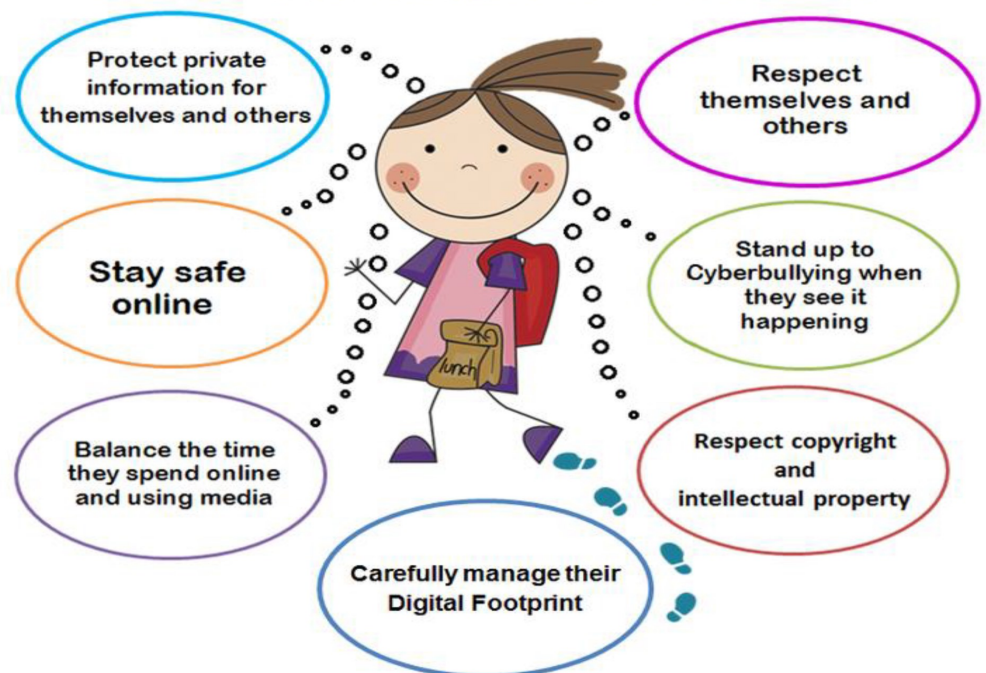 Protect private
information for
themselves and others
Respect
themselves and
others
Stay safe
online
Stand up to
Cyberbullying when
they see it
happening
lunch
Balance the time
they spend online
and using media
Respect copyright
and
intellectual property
Carefully manage their
Digital Footprint